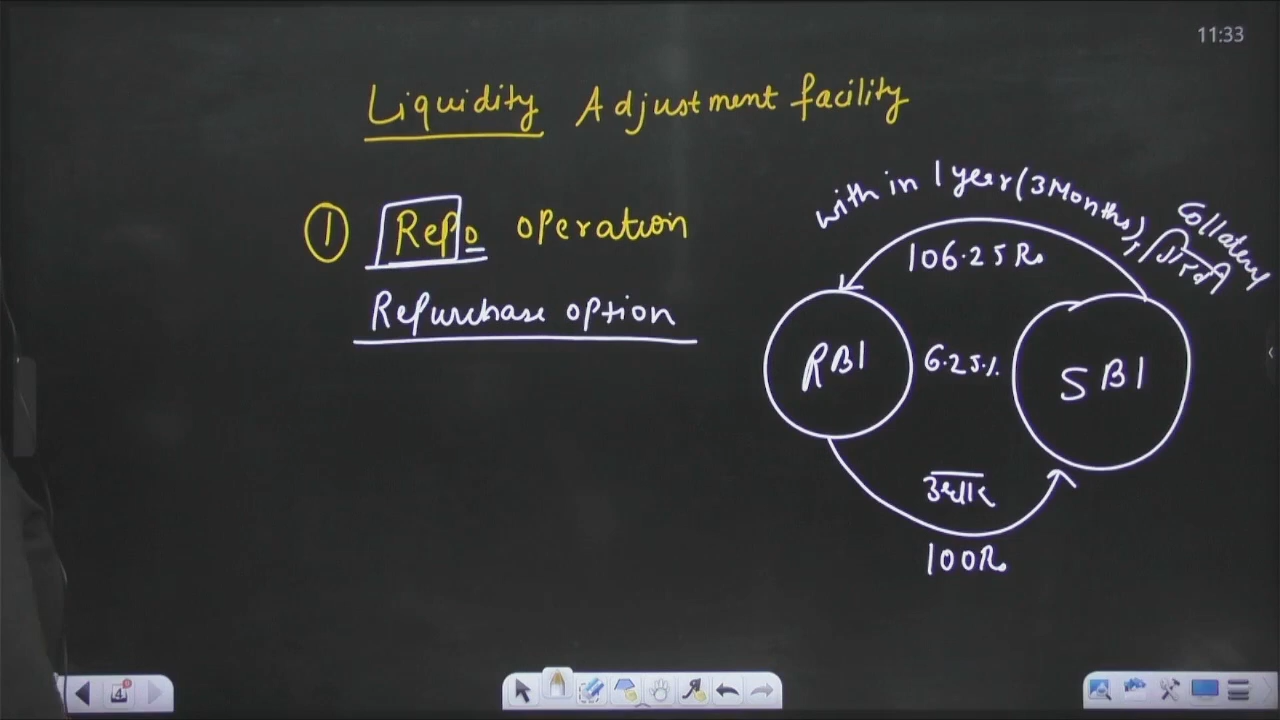 11:33
Liquidity Adjustment facility
① Repo operation
Repurchase option
with in 1 year (3 Months),
Collateral
106.25 Rs
RBI
6.25%
SBI
उधार
100Rs
4